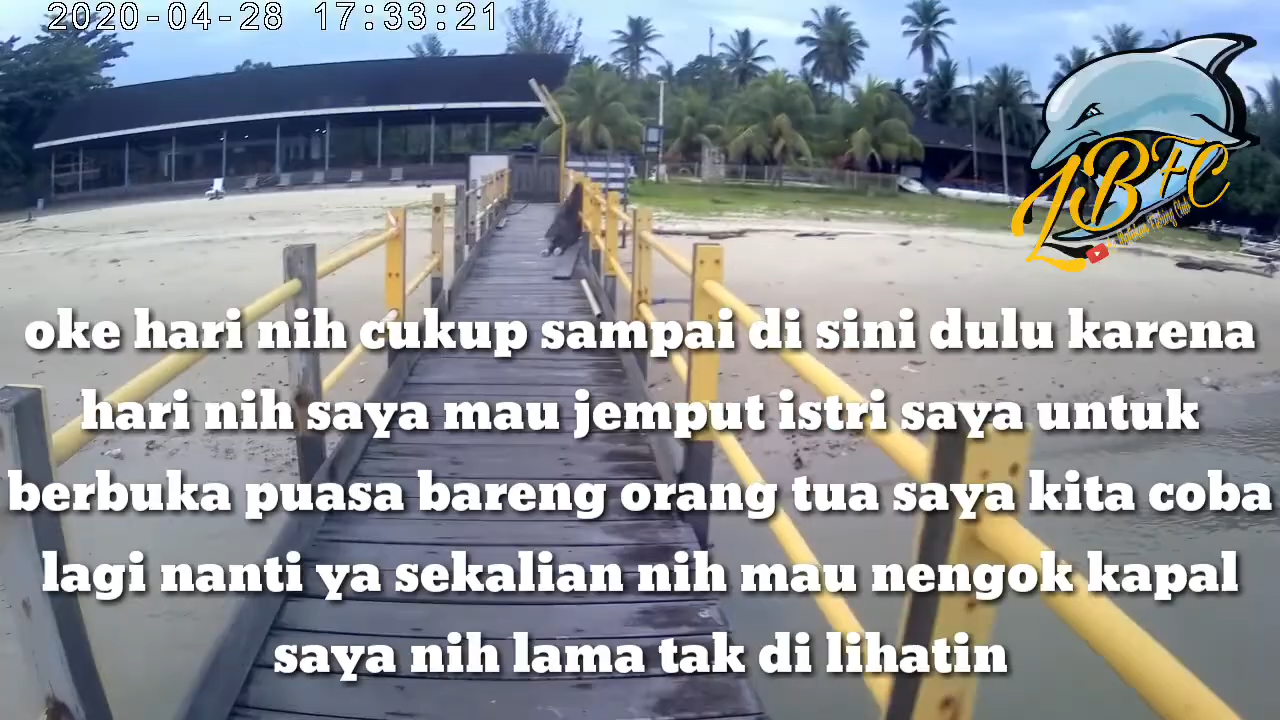 2020-04-28 17:33:21
LBFC
Fishing Club
oke hari nih cukup sampai di sini dulu karena
hari nih saya mau jemput istri saya untuk
berbuka puasa bareng orang tua saya kita coba
lagi nanti ya sekalian nih mau nengok kapal
saya nih lama tak di lihatin